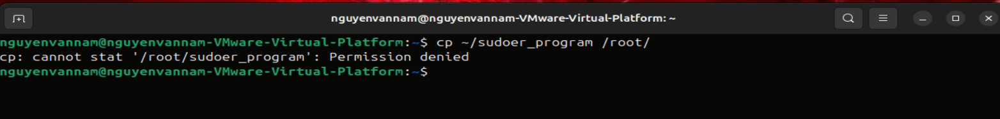 nguyenvannam@nguyenvannam-VMware-Virtual-Platform: ~
nguyenvannam@nguyenvannam-VMware-Virtual-Platform:~$ cp ~/sudoer_program /root/
cp: cannot stat '/root/sudoer_program': Permission denied
nguyenvannam@nguyenvannam-VMware-Virtual-Platform:~$